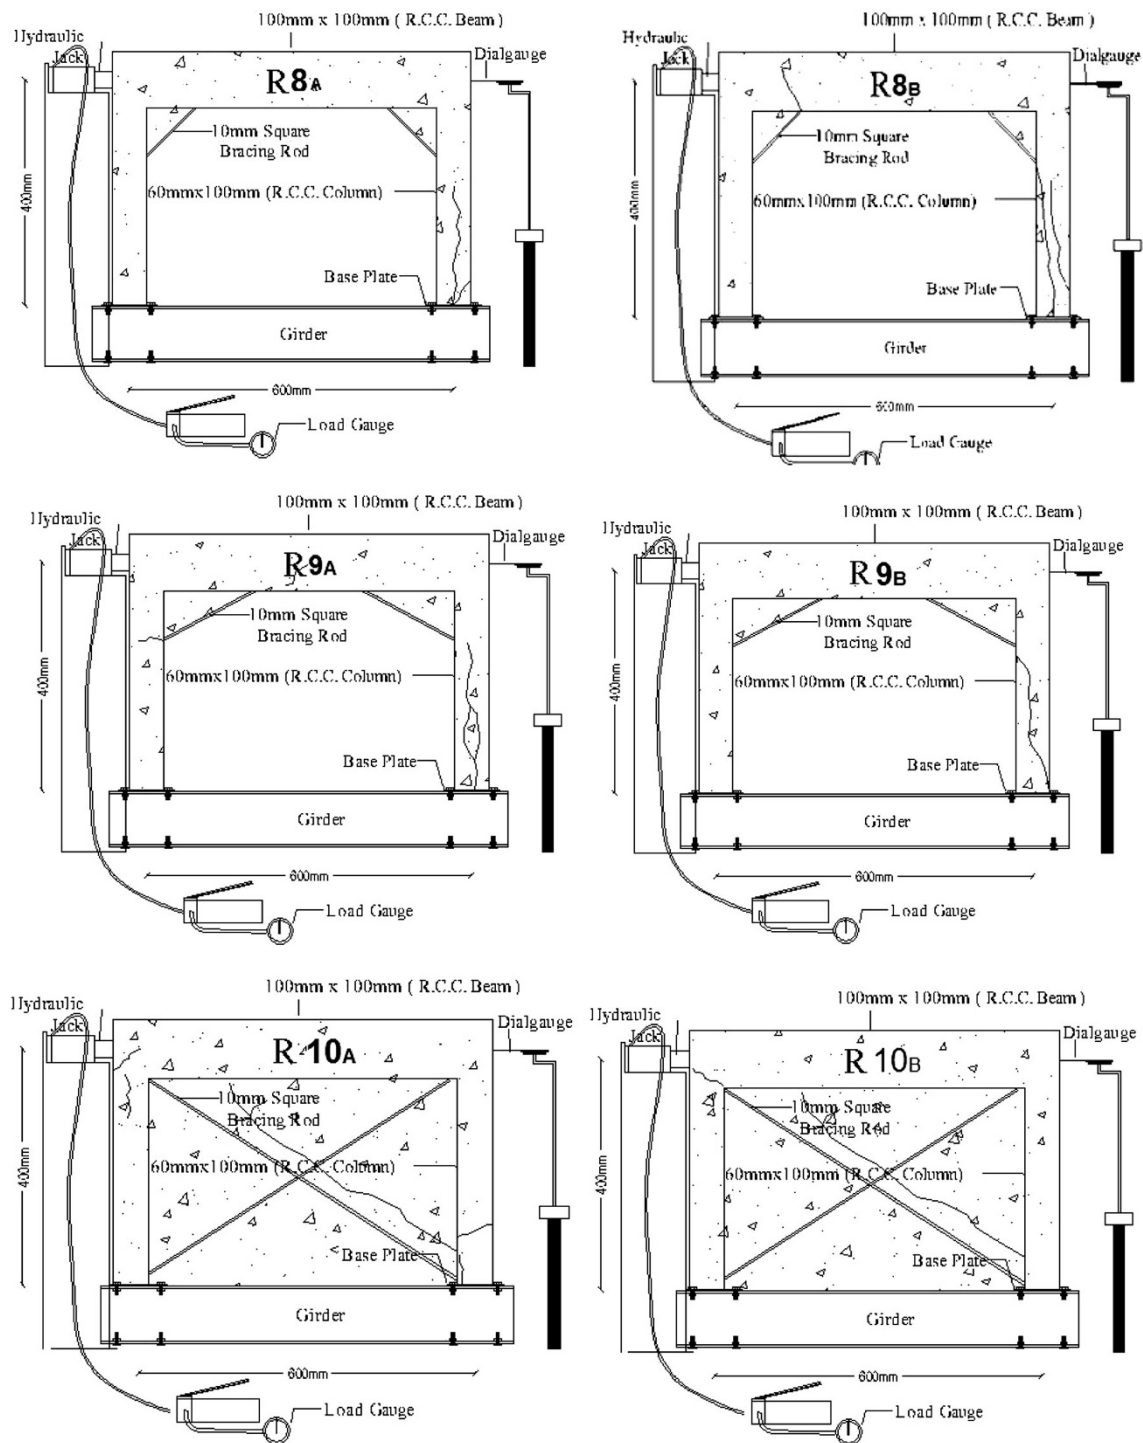 100mm x 100mm ( R.C.C. Beam )
Hydraulic
Jack
Dialgauge
R8A
10mm Square
Bracing Rod
60mmx100mm (R.C.C. Column)
400mm
Base Plate
Girder
600mm
Load Gauge
100mm x 100mm ( R.C.C. Beam )
Hydraulic
Jack
Dialgauge
R8B
10mm Square
Bracing Rod
60mmx100mm (R.C.C. Column)
400mm
Base Plate
Girder
600mm
Load Gauge
100mm x 100mm ( R.C.C. Beam )
Hydraulic
Jack
Dialgauge
R9A
10mm Square
Bracing Rod
60mmx100mm (R.C.C. Column)
400mm
Base Plate
Girder
600mm
Load Gauge
100mm x 100mm ( R.C.C. Beam )
Hydraulic
Jack
Dialgauge
R9B
10mm Square
Bracing Rod
60mmx100mm (R.C.C. Column)
400mm
Base Plate
Girder
600mm
Load Gauge
100mm x 100mm ( R.C.C. Beam )
Hydraulic
Jack
Dialgauge
R 10A
10mm Square
Bracing Rod
60mmx100mm (R.C.C. Column)
400mm
Base Plate
Girder
600mm
Load Gauge
100mm x 100mm ( R.C.C. Beam )
Hydraulic
Jack
Dialgauge
R 10B
10mm Square
Bracing Rod
60mmx100mm (R.C.C. Column)
400mm
Base Plate
Girder
600mm
Load Gauge